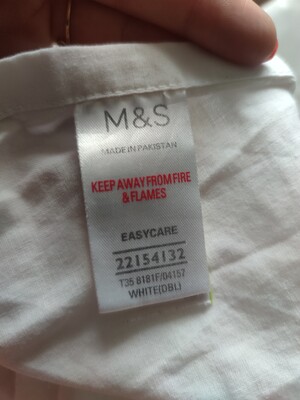 M&S
MADE IN PAKISTAN
KEEP AWAY FROM FIRE
& FLAMES
EASYCARE
22154132
T35 8181F/04157
WHITE(DBL)